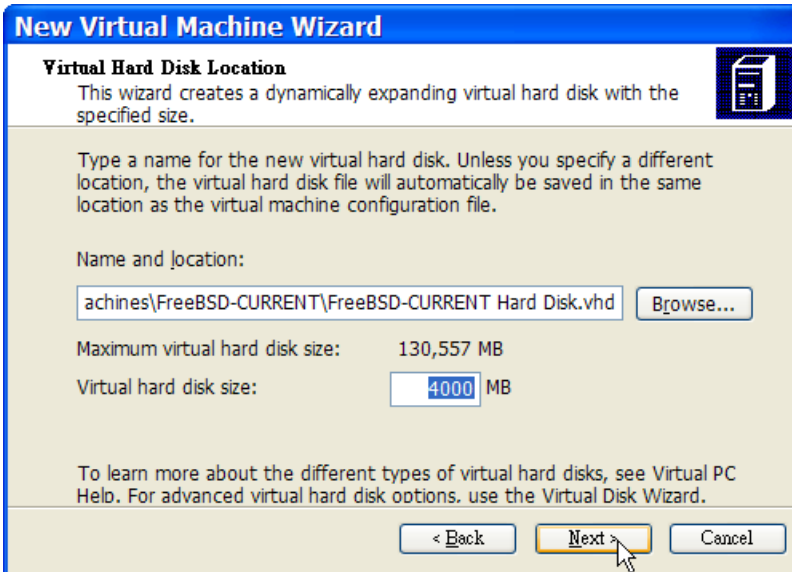 New Virtual Machine Wizard
Virtual Hard Disk Location
This wizard creates a dynamically expanding virtual hard disk with the
specified size.
Type a name for the new virtual hard disk. Unless you specify a different
location, the virtual hard disk file will automatically be saved in the same
location as the virtual machine configuration file.
Name and location:
achines\FreeBSD-CURRENT\FreeBSD-CURRENT Hard Disk.vhd Browse...
Maximum virtual hard disk size: 130,557 MB
Virtual hard disk size: 4000 MB
To learn more about the different types of virtual hard disks, see Virtual PC
Help. For advanced virtual hard disk options, use the Virtual Disk Wizard.
< Back Next > Cancel